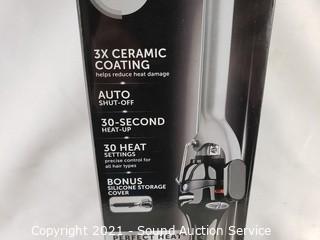 3X CERAMIC
COATING
helps reduce heat damage
AUTO
SHUT-OFF
30-SECOND
HEAT-UP
30 HEAT
SETTINGS
precise control for
all hair types
BONUS
SILICONE STORAGE
COVER
PERFECT HEAT
Copyright 2021 - Sound Auction Service